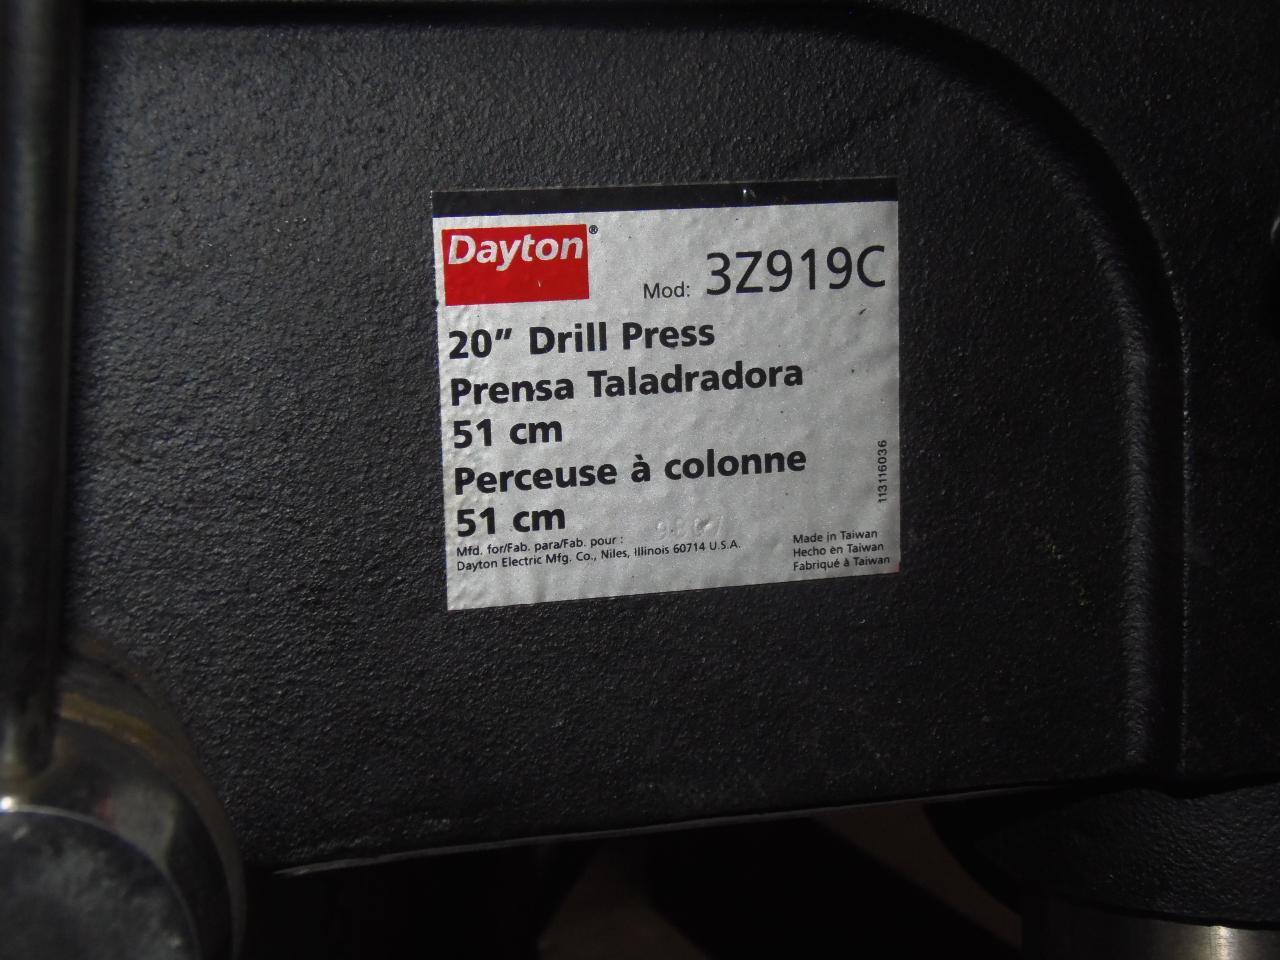 Dayton®
Mod: 3Z919C
20" Drill Press
Prensa Taladradora
51 cm
Perceuse à colonne
51 cm
Mfd. for/Fab. para/Fab. pour :
Dayton Electric Mfg. Co., Niles, Illinois 60714 U.S.A.
Made in Taiwan
Hecho en Taiwan
Fabriqué à Taiwan
113116036